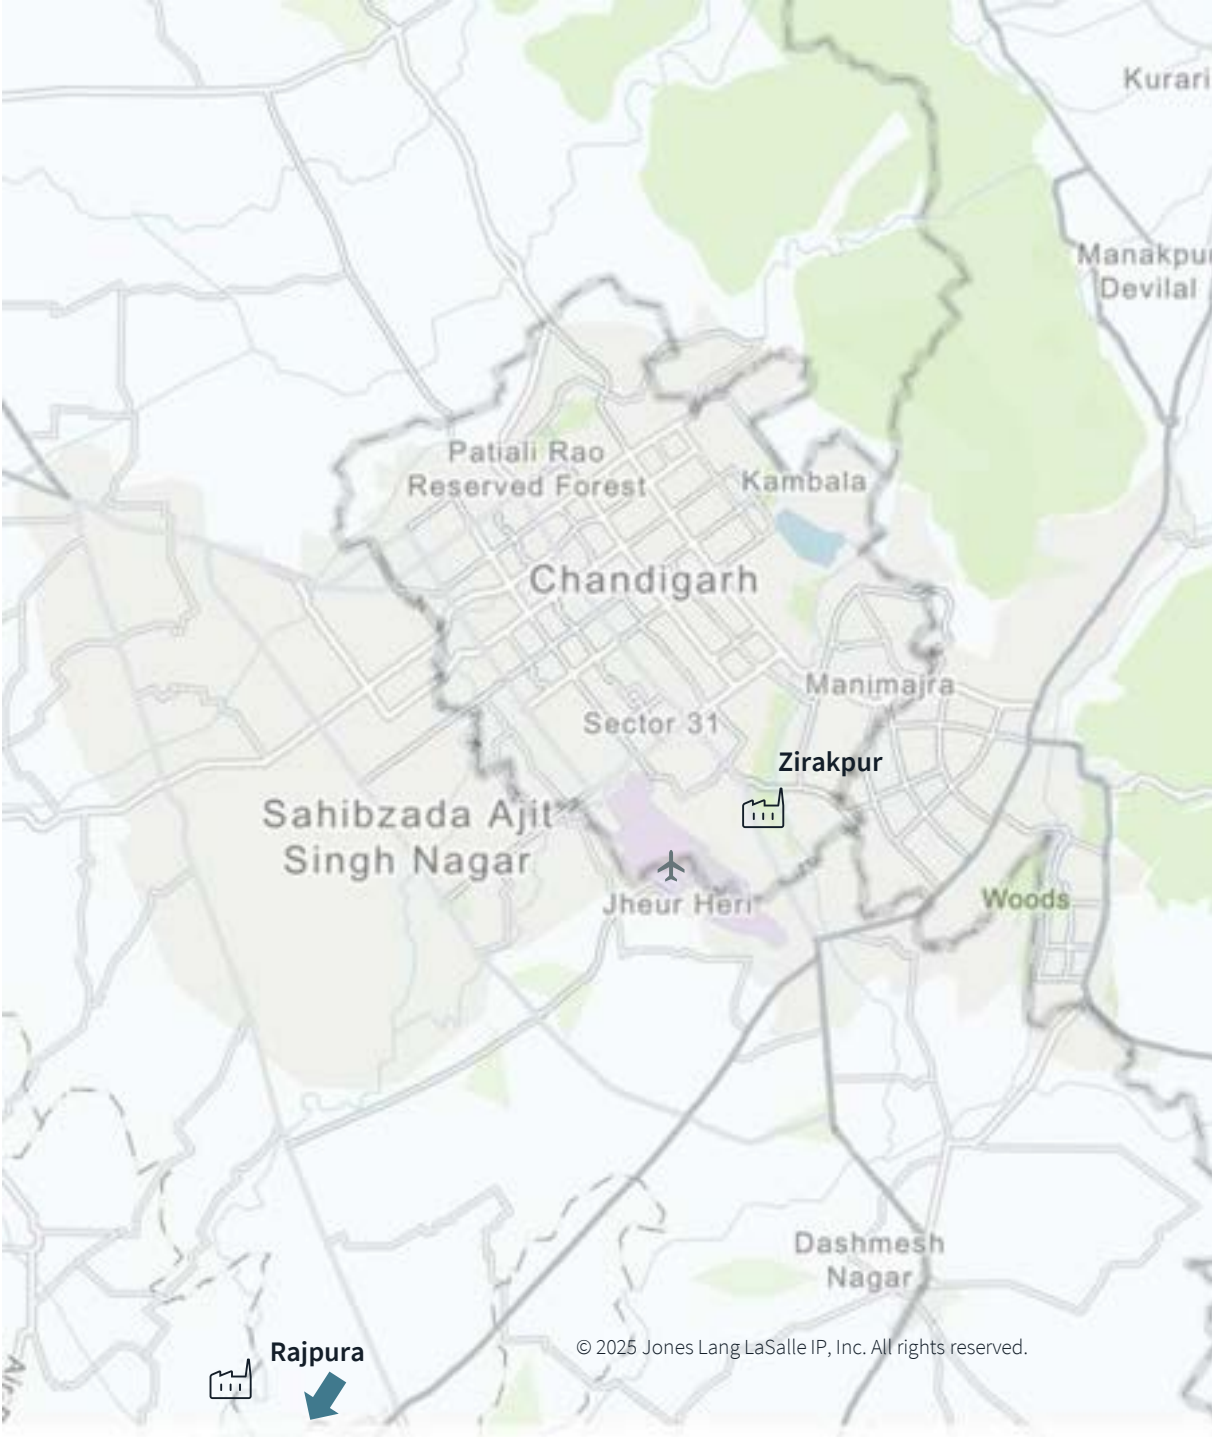 Kurari
Manakpur
Devilal
Patiali Rao
Reserved Forest
Kambala
Chandigarh
Manimajra
Sector 31
Zirakpur
Sahibzada Ajit
Singh Nagar
Jheur Heri
Woods
Dashmesh
Nagar
© 2025 Jones Lang LaSalle IP, Inc. All rights reserved.
Rajpura